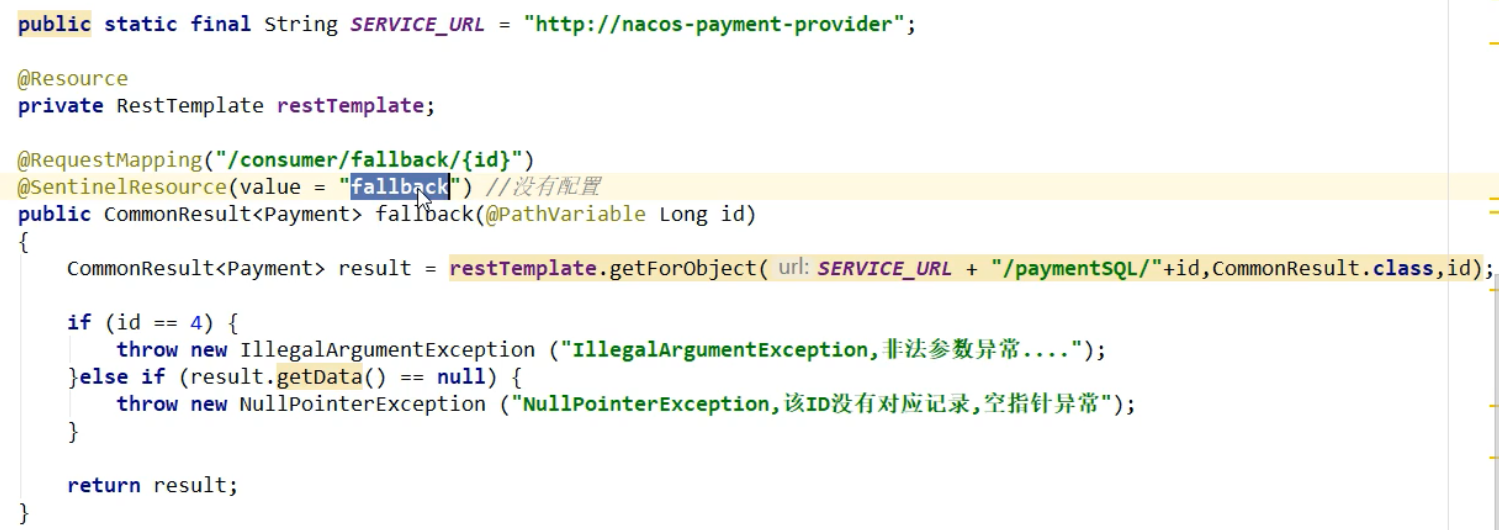 public static final String SERVICE_URL = "http://nacos-payment-provider";
@Resource
private RestTemplate restTemplate;
@RequestMapping("/consumer/fallback/{id}")
@SentinelResource(value = "fallback") //没有配置
public CommonResult<Payment> fallback(@PathVariable Long id)
{
CommonResult<Payment> result = restTemplate.getForObject( url: SERVICE_URL + "/paymentSQL/"+id,CommonResult.class,id);
if (id == 4) {
throw new IllegalArgumentException ("IllegalArgumentException,非法参数异常....");
}else if (result.getData() == null) {
throw new NullPointerException ("NullPointerException,该ID没有对应记录,空指针异常");
}
return result;
}